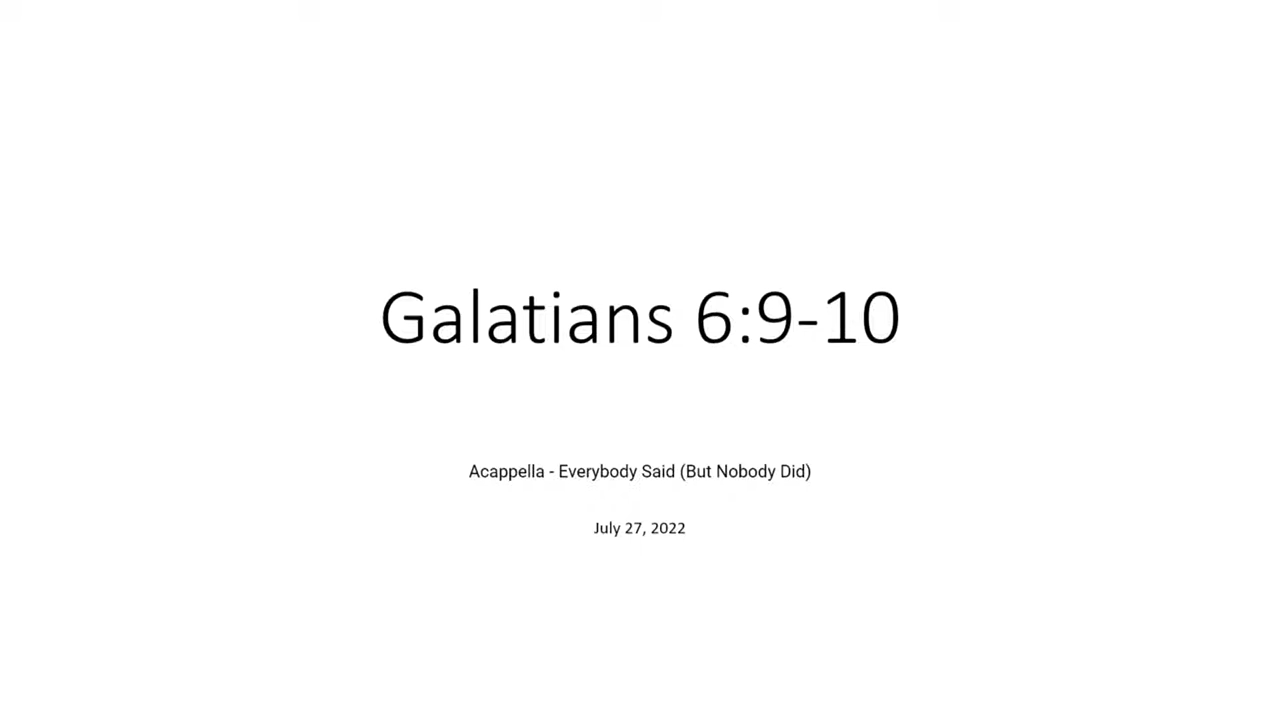 Galatians 6:9-10
Acappella - Everybody Said (But Nobody Did)
July 27, 2022